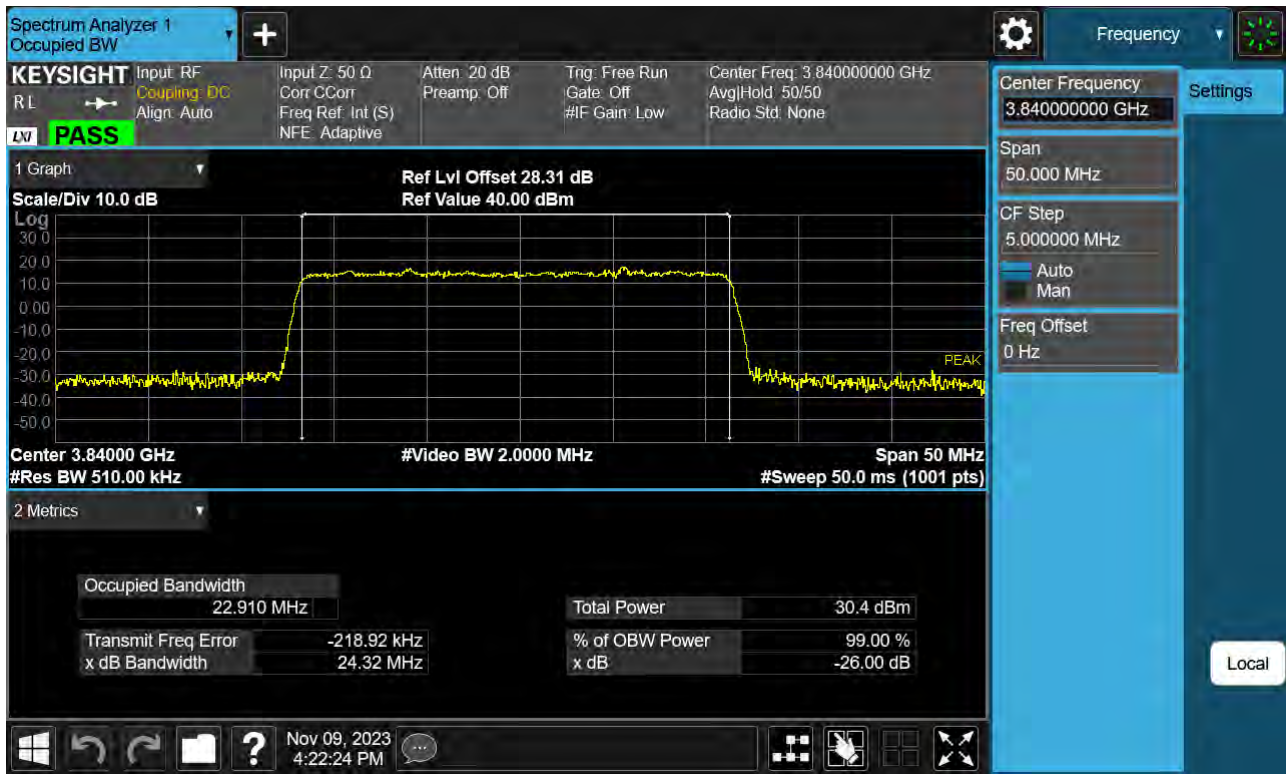 Spectrum Analyzer 1
Occupied BW
+
Frequency
KEYSIGHT
R L
LXI
PASS
Input: RF
Coupling: DC
Align: Auto
Input Z: 50 Ω
Corr CCorr
Freq Ref: Int (S)
NFE: Adaptive
Atten: 20 dB
Preamp: Off
Trig: Free Run
Gate: Off
#IF Gain: Low
Center Freq: 3.840000000 GHz
Avg|Hold: 50/50
Radio Std: None
Center Frequency
3.840000000 GHz
Settings
Span
50.000 MHz
CF Step
5.000000 MHz
Auto
Man
Freq Offset
0 Hz
1 Graph
Scale/Div 10.0 dB
Ref Lvl Offset 28.31 dB
Ref Value 40.00 dBm
Log
30.0
20.0
10.0
0.00
-10.0
-20.0
-30.0
-40.0
-50.0
PEAK
Center 3.84000 GHz
#Video BW 2.0000 MHz
Span 50 MHz
#Res BW 510.00 kHz
#Sweep 50.0 ms (1001 pts)
2 Metrics
Occupied Bandwidth
22.910 MHz
Total Power 30.4 dBm
Transmit Freq Error -218.92 kHz
% of OBW Power 99.00 %
x dB Bandwidth 24.32 MHz
x dB -26.00 dB
Local
?
Nov 09, 2023
4:22:24 PM